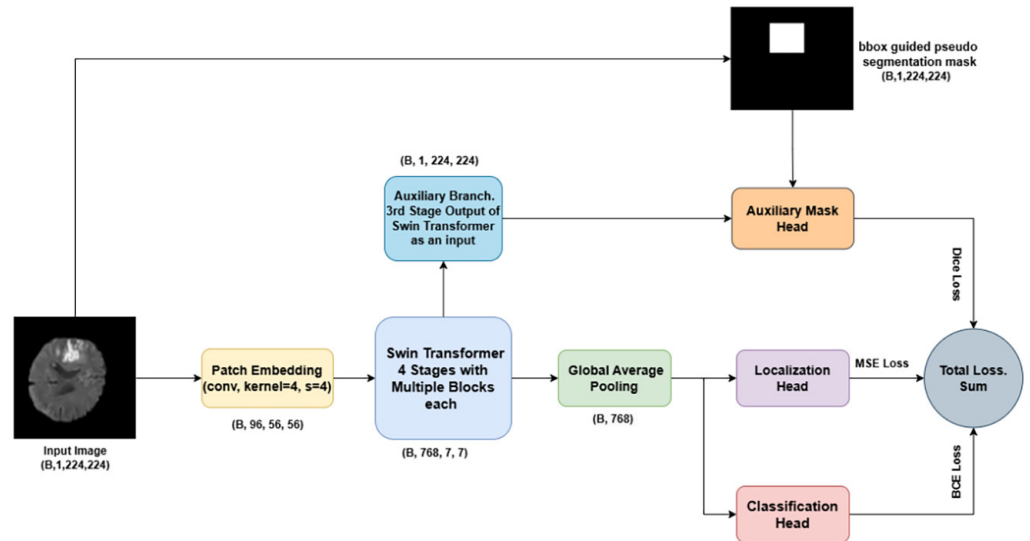 bbox guided pseudo
segmentation mask
(B,1,224,224)
(B, 1, 224, 224)
Auxiliary Branch.
3rd Stage Output of
Swin Transformer
as an input
Auxiliary Mask
Head
Dice Loss
Input Image
(B,1,224,224)
Patch Embedding
(conv, kernel=4, s=4)
(B, 96, 56, 56)
Swin Transformer
4 Stages with
Multiple Blocks
each
(B, 768, 7, 7)
Global Average
Pooling
(B, 768)
Localization
Head
MSE Loss
Total Loss.
Sum
BCE Loss
Classification
Head